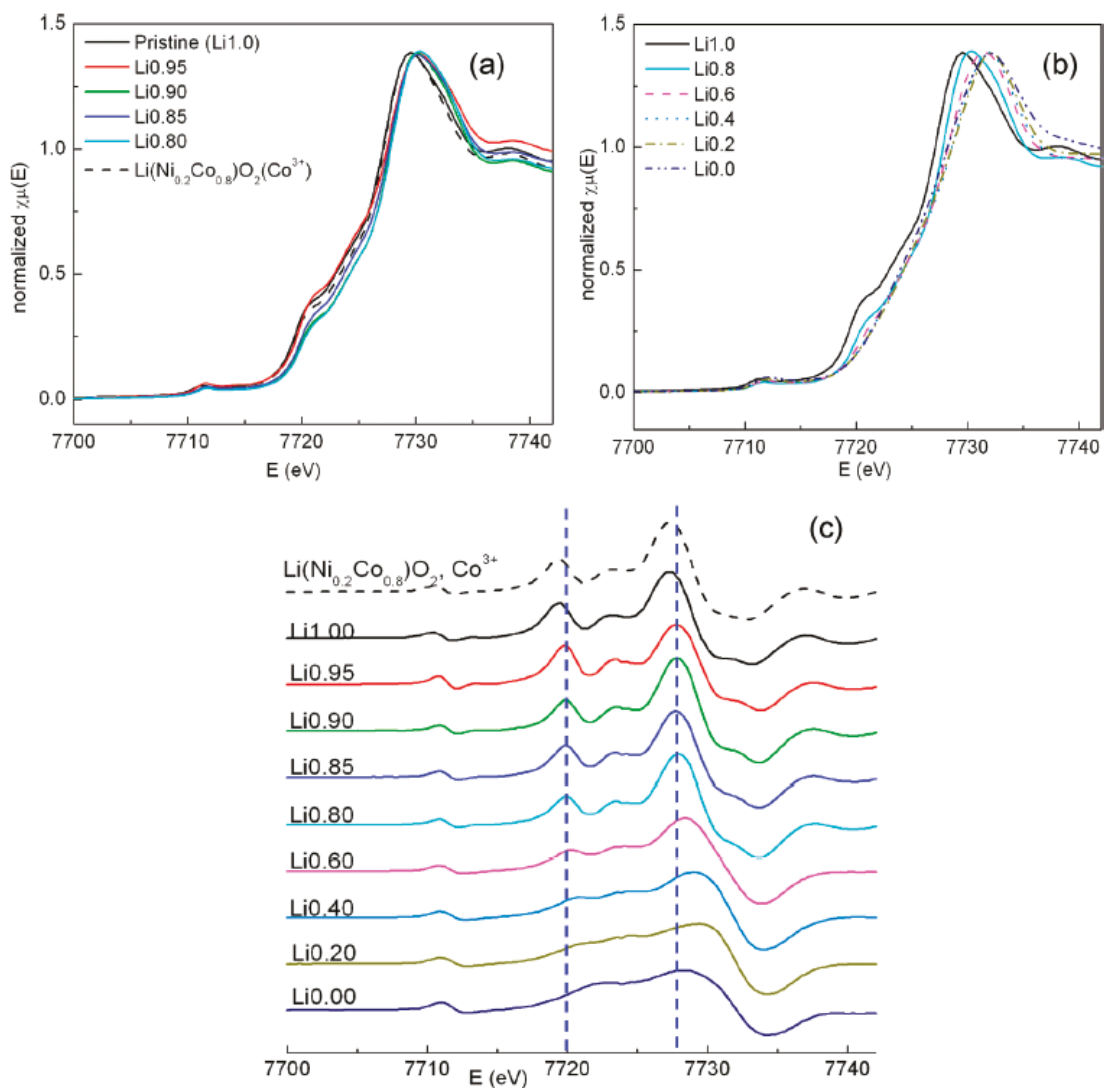 1.5
1.0
0.5
0.0
normalized χμ(E)
Pristine (Li1.0)
Li0.95
Li0.90
Li0.85
Li0.80
Li(Ni0.2Co0.8)O2(Co3+)
(a)
7700 7710 7720 7730 7740
E (eV)
1.5
1.0
0.5
0.0
normalized χμ(E)
Li1.0
Li0.8
Li0.6
Li0.4
Li0.2
Li0.0
(b)
7700 7710 7720 7730 7740
E (eV)
(c)
Li(Ni0.2Co0.8)O2, Co3+
Li1.00
Li0.95
Li0.90
Li0.85
Li0.80
Li0.60
Li0.40
Li0.20
Li0.00
7700 7710 7720 7730 7740
E (eV)